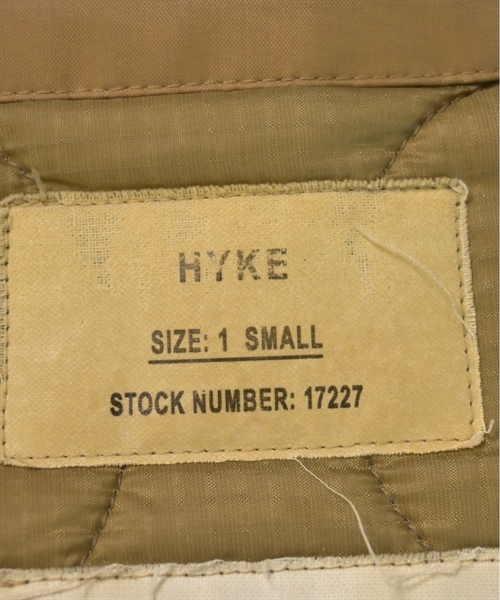 HYKE
SIZE: 1 SMALL
STOCK NUMBER: 17227